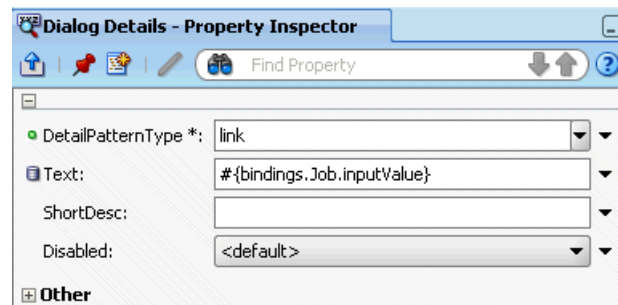 Dialog Details - Property Inspector
Find Property
DetailPatternType *: link
Text: #{bindings.Job.inputValue}
ShortDesc:
Disabled: <default>
Other